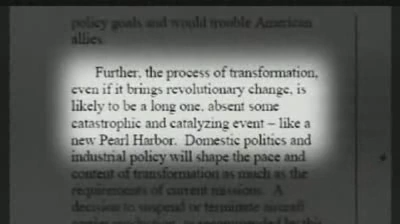 policy goals and would trouble American
allies.
Further, the process of transformation,
even if it brings revolutionary change, is
likely to be a long one, absent some
catastrophic and catalyzing event – like a
new Pearl Harbor. Domestic politics and
industrial policy will shape the pace and
content of transformation as much as the
requirements of current missions. A
decision to suspend or terminate aircraft